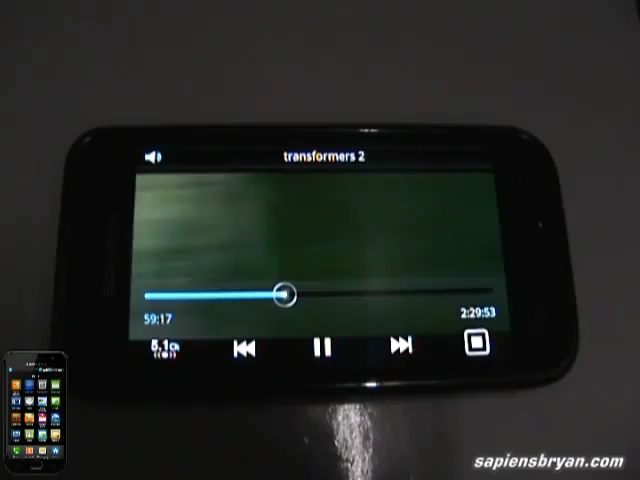 transformers 2
59:17
2:29:53
5.1ch
sapiensbryan.com